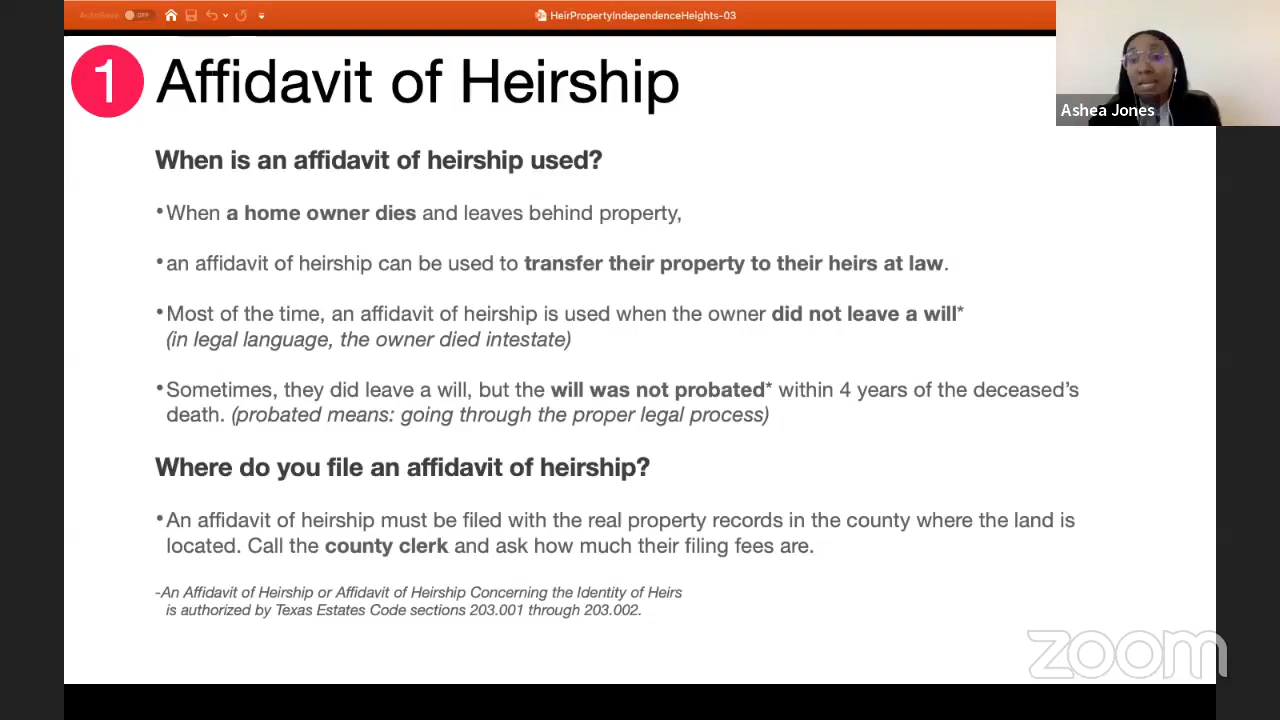 AutoSave OFF
HeirPropertyIndependenceHeights-03
1 Affidavit of Heirship
Ashea Jones
When is an affidavit of heirship used?
•When a home owner dies and leaves behind property,
•an affidavit of heirship can be used to transfer their property to their heirs at law.
•Most of the time, an affidavit of heirship is used when the owner did not leave a will*
(in legal language, the owner died intestate)
•Sometimes, they did leave a will, but the will was not probated* within 4 years of the deceased’s
death. (probated means: going through the proper legal process)
Where do you file an affidavit of heirship?
•An affidavit of heirship must be filed with the real property records in the county where the land is
located. Call the county clerk and ask how much their filing fees are.
-An Affidavit of Heirship or Affidavit of Heirship Concerning the Identity of Heirs
is authorized by Texas Estates Code sections 203.001 through 203.002.
zoom